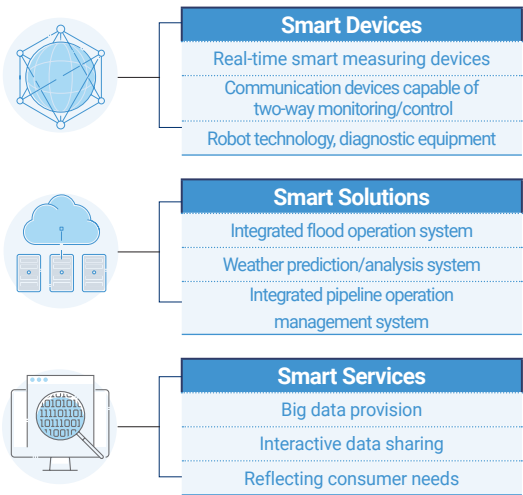 Smart Devices
Real-time smart measuring devices
Communication devices capable of
two-way monitoring/control
Robot technology, diagnostic equipment
Smart Solutions
Integrated flood operation system
Weather prediction/analysis system
Integrated pipeline operation
management system
Smart Services
Big data provision
Interactive data sharing
Reflecting consumer needs